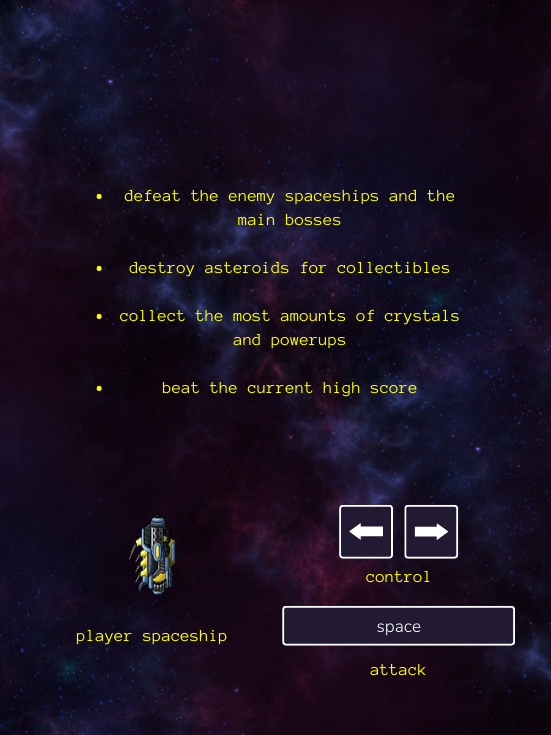 • defeat the enemy spaceships and the
main bosses
• destroy asteroids for collectibles
• collect the most amounts of crystals
and powerups
• beat the current high score
control
space
player spaceship
attack